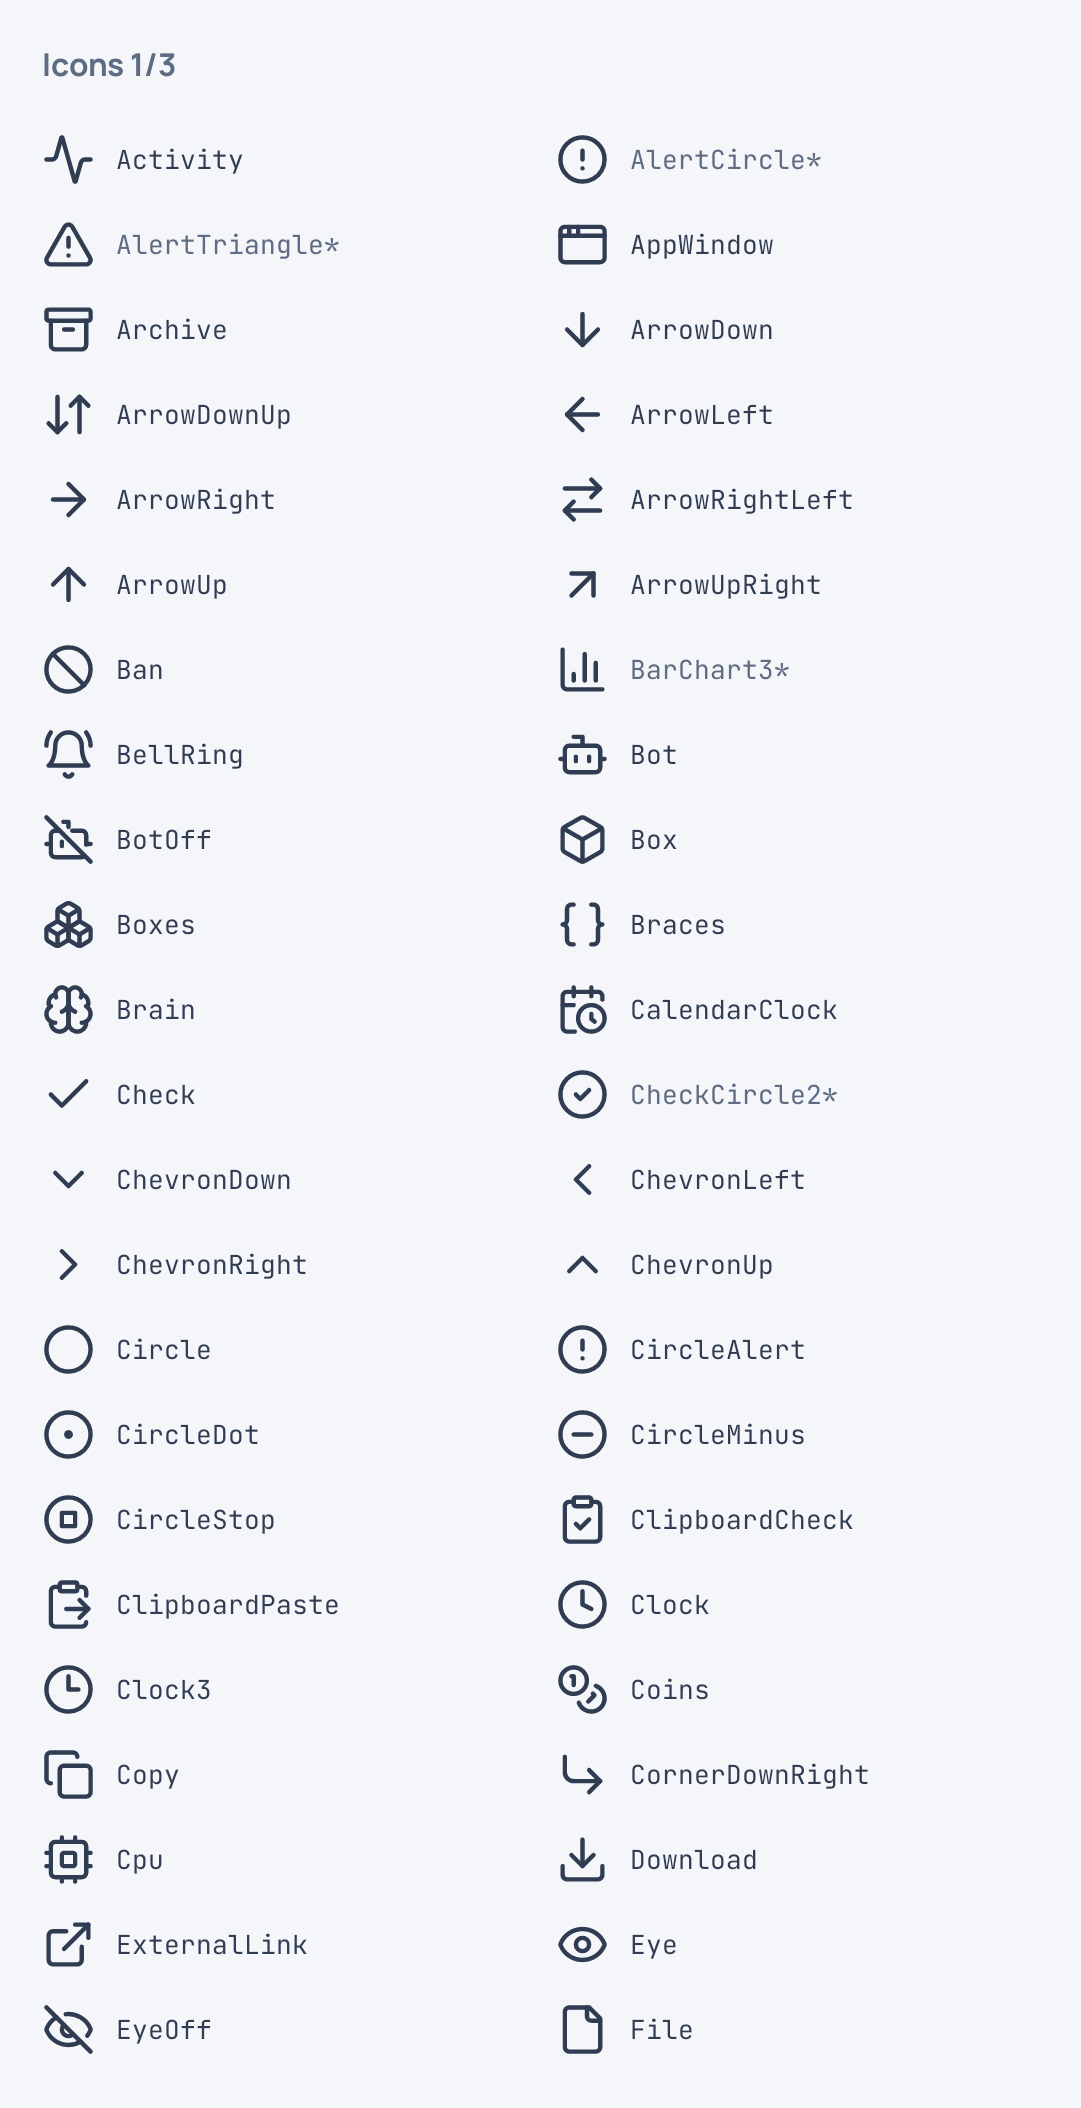 Icons 1/3
Activity
AlertCircle*
AlertTriangle*
AppWindow
Archive
ArrowDown
ArrowDownUp
ArrowLeft
ArrowRight
ArrowRightLeft
ArrowUp
ArrowUpRight
Ban
BarChart3*
BellRing
Bot
BotOff
Box
Boxes
Braces
Brain
CalendarClock
Check
CheckCircle2*
ChevronDown
ChevronLeft
ChevronRight
ChevronUp
Circle
CircleAlert
CircleDot
CircleMinus
CircleStop
ClipboardCheck
ClipboardPaste
Clock
Clock3
Coins
Copy
CornerDownRight
Cpu
Download
ExternalLink
Eye
EyeOff
File